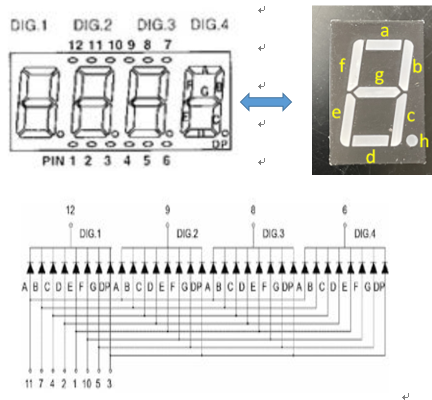 DIG.1 DIG.2 DIG.3 DIG.4
12 11 10 9 8 7
A
F B
G
E C
D
DP
PIN 1 2 3 4 5 6
a
f b
g
e c
d h
12 9 8 6
DIG.1 DIG.2 DIG.3 DIG.4
A B C D E F G DP A B C D E F G DP A B C D E F G DP A B C D E F G DP
11 7 4 2 1 10 5 3